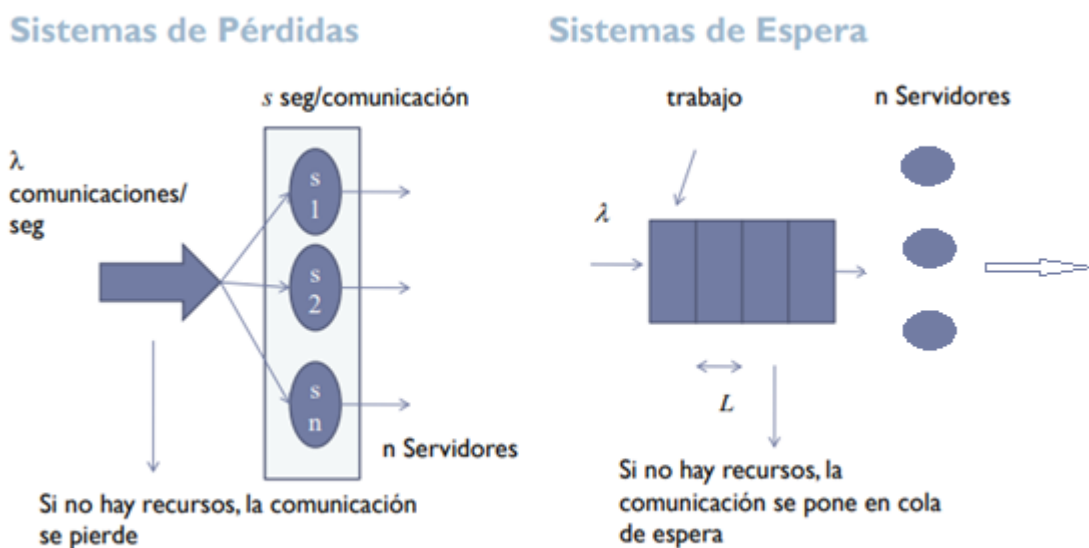 Sistemas de Pérdidas
s seg/comunicación
λ
comunicaciones/
seg
s
1
s
2
s
n
n Servidores
Si no hay recursos, la comunicación
se pierde
Sistemas de Espera
trabajo
n Servidores
λ
L
Si no hay recursos, la
comunicación se pone en cola
de espera